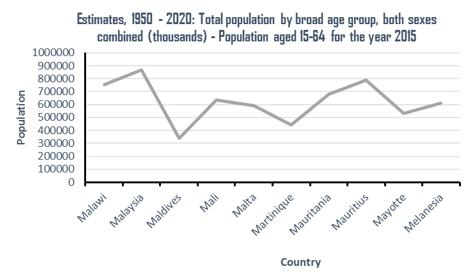 Estimates, 1950 - 2020: Total population by broad age group, both sexes
combined (thousands) - Population aged 15-64 for the year 2015
1000000
900000
800000
700000
600000
500000
400000
300000
200000
100000
0
Population
Malawi
Malaysia
Maldives
Mali
Malta
Martinique
Mauritania
Mauritius
Mayotte
Melanesia
Country